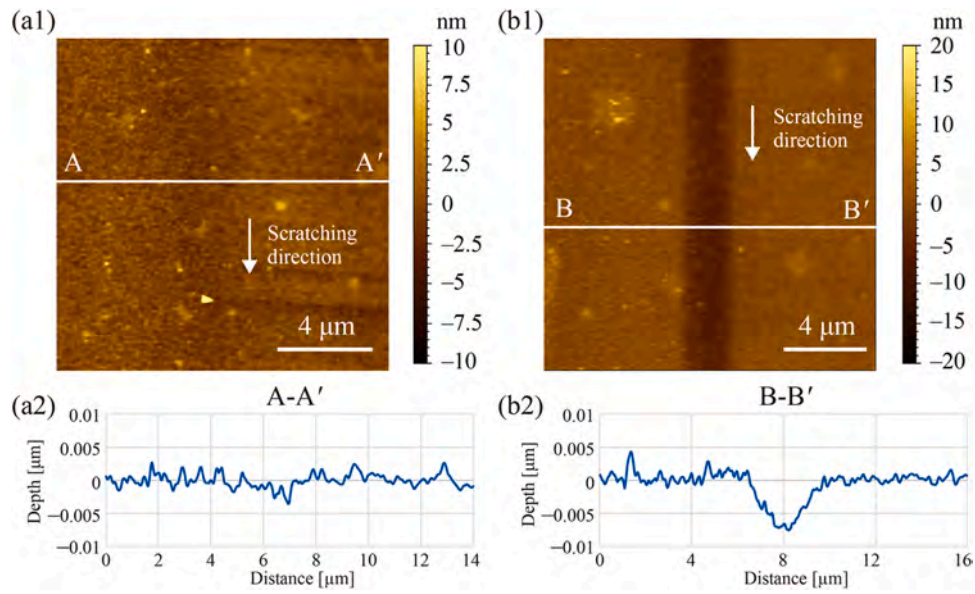 (a1)
nm
10
7.5
5
2.5
0
−2.5
−5
−7.5
−10
A
A′
Scratching
direction
4 μm
(b1)
nm
20
15
10
5
0
−5
−10
−15
−20
B
B′
Scratching
direction
4 μm
(a2)
A-A′
0.01
0.005
0
−0.005
−0.01
Depth [μm]
0 2 4 6 8 10 12 14
Distance [μm]
(b2)
B-B′
0.01
0.005
0
−0.005
−0.01
Depth [μm]
0 4 8 12 16
Distance [μm]